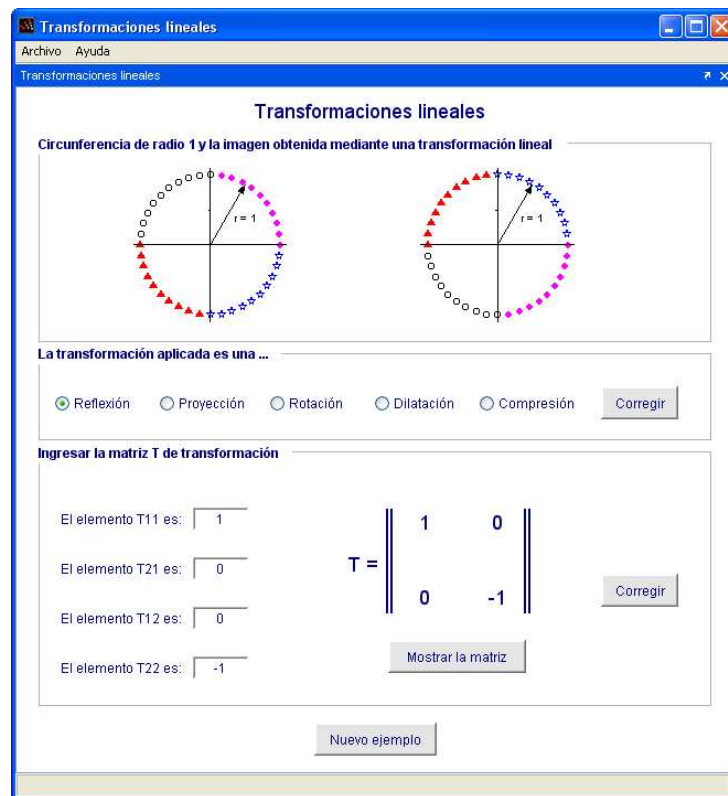 Transformaciones lineales
Archivo Ayuda
Transformaciones lineales
Transformaciones lineales
Circunferencia de radio 1 y la imagen obtenida mediante una transformación lineal
r = 1 r = 1
La transformación aplicada es una ...
Reflexión Proyección Rotación Dilatación Compresión Corregir
Ingresar la matriz T de transformación
El elemento T11 es: 1
El elemento T21 es: 0
El elemento T12 es: 0
El elemento T22 es: -1
1 0
T =
0 -1
Corregir
Mostrar la matriz
Nuevo ejemplo